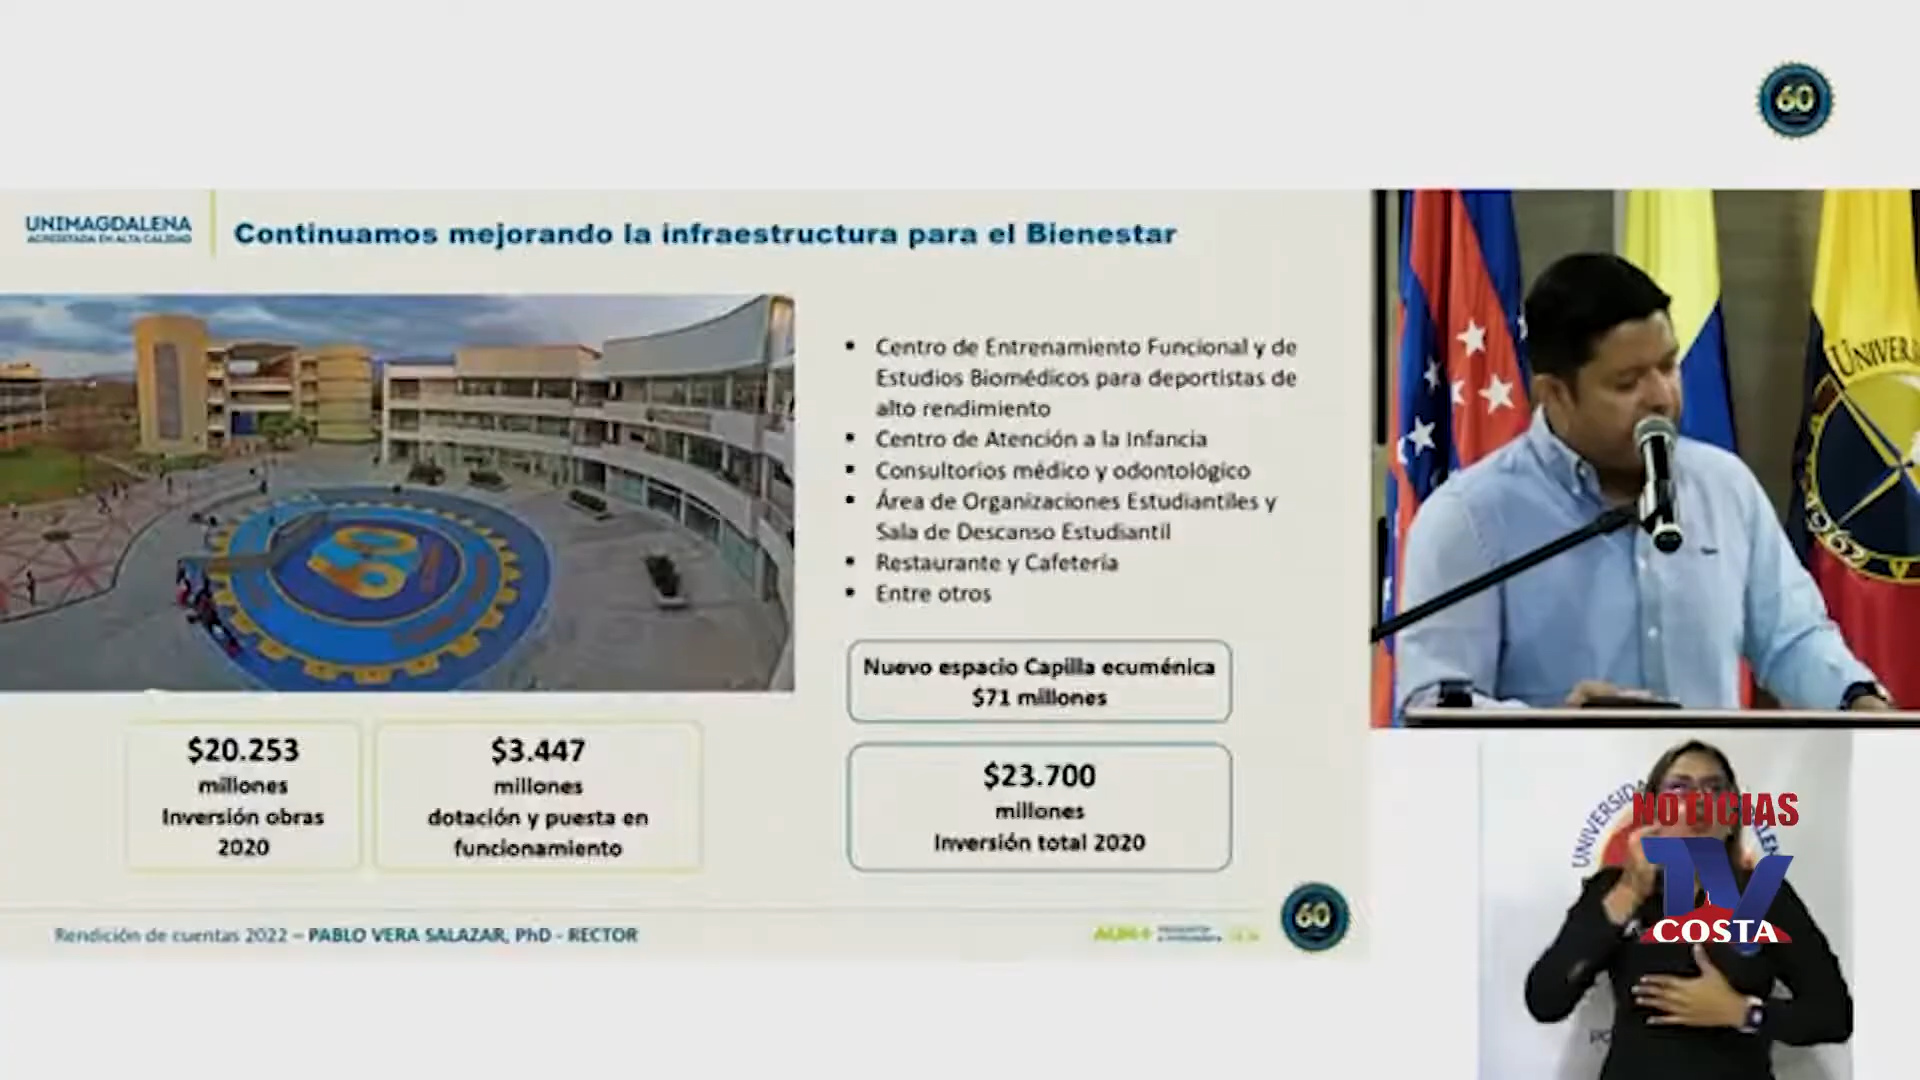 60
UNIMAGDALENA
ACREDITADA EN ALTA CALIDAD
Continuamos mejorando la infraestructura para el Bienestar
60
▪ Centro de Entrenamiento Funcional y de
Estudios Biomédicos para deportistas de
alto rendimiento
▪ Centro de Atención a la Infancia
▪ Consultorios médico y odontológico
▪ Área de Organizaciones Estudiantiles y
Sala de Descanso Estudiantil
▪ Restaurante y Cafetería
▪ Entre otros
Nuevo espacio Capilla ecuménica
$71 millones
$20.253
millones
Inversión obras
2020
$3.447
millones
dotación y puesta en
funcionamiento
$23.700
millones
Inversión total 2020
Rendición de cuentas 2022 – PABLO VERA SALAZAR, PhD - RECTOR
60
UNIVER
1962
UNIVERSIDA
NOTICIAS
TV
COSTA